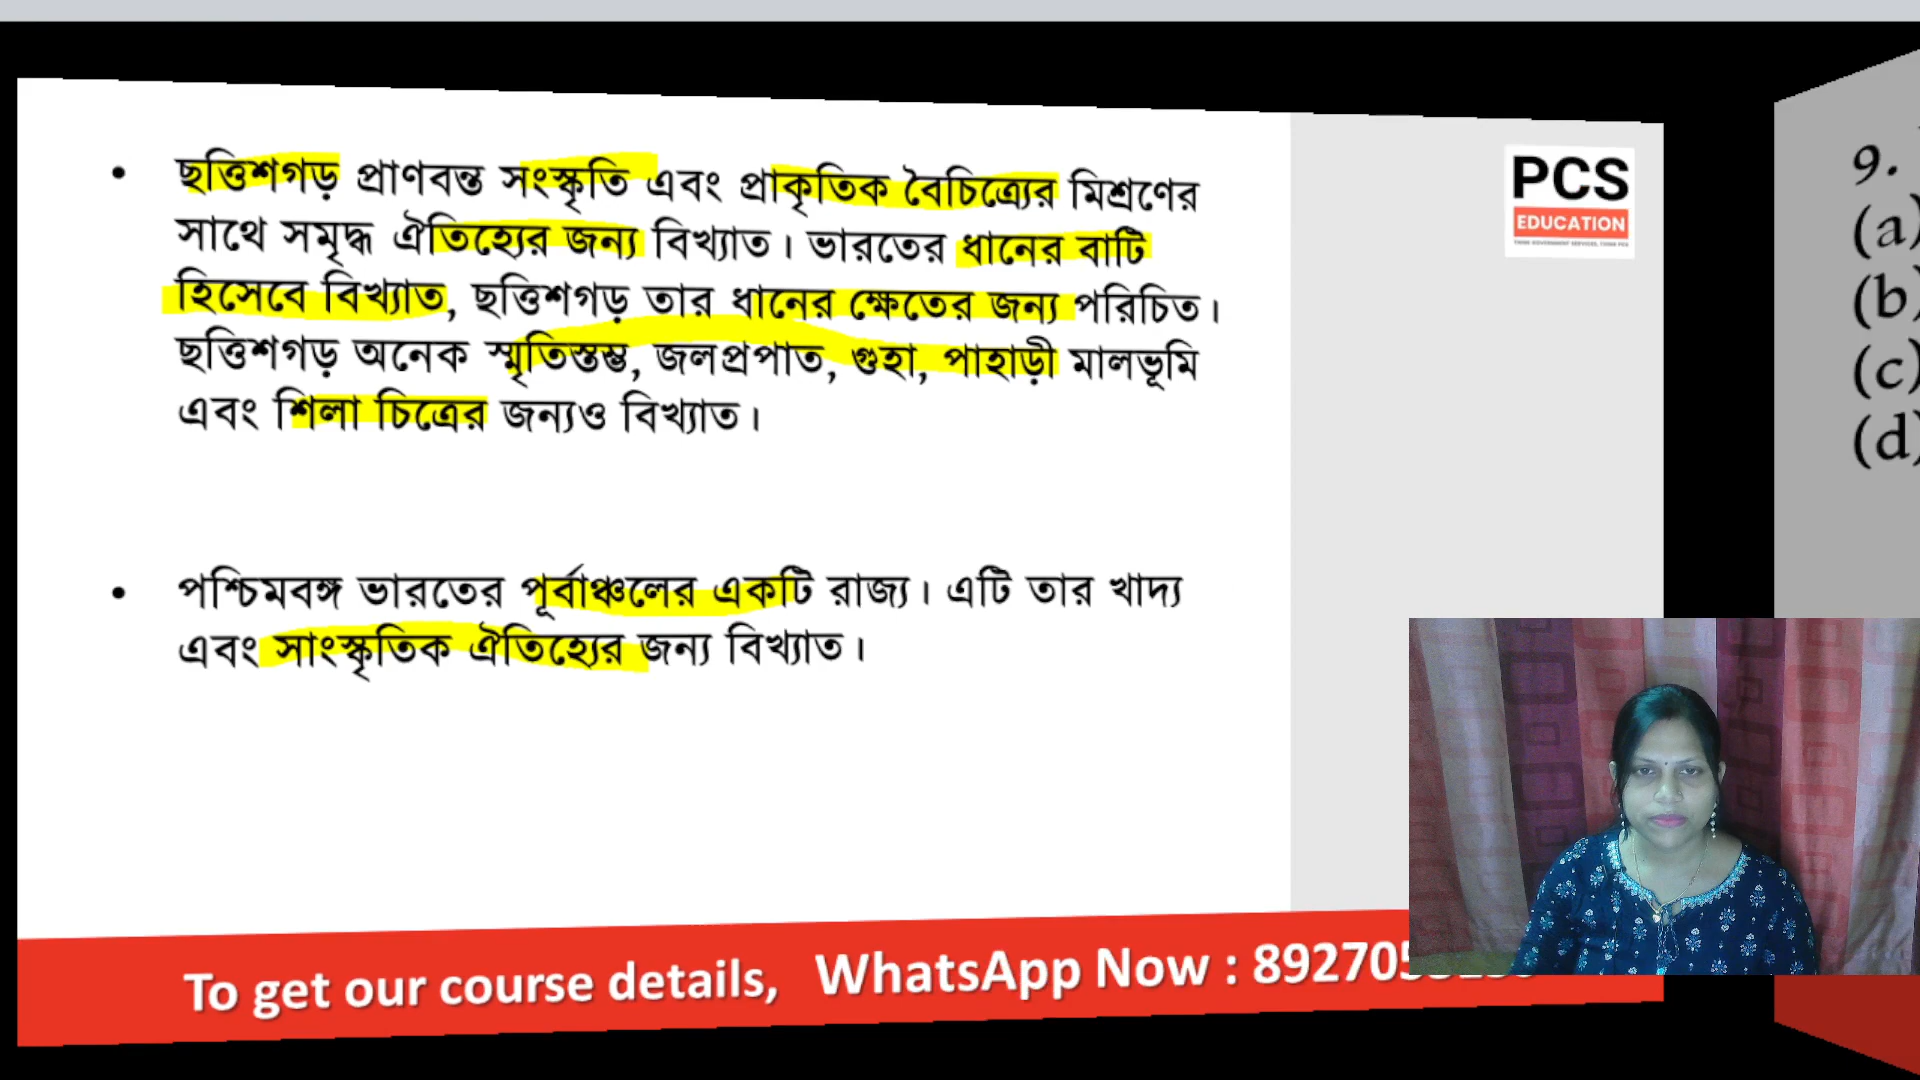 • ছত্তিশগড় প্রাণবন্ত সংস্কৃতি এবং প্রাকৃতিক বৈচিত্র্যের মিশ্রণের
সাথে সমৃদ্ধ ঐতিহ্যের জন্য বিখ্যাত। ভারতের ধানের বাটি
হিসেবে বিখ্যাত, ছত্তিশগড় তার ধানের ক্ষেতের জন্য পরিচিত।
ছত্তিশগড় অনেক স্মৃতিস্তম্ভ, জলপ্রপাত, গুহা, পাহাড়ী মালভূমি
এবং শিলা চিত্রের জন্যও বিখ্যাত।
• পশ্চিমবঙ্গ ভারতের পূর্বাঞ্চলের একটি রাজ্য। এটি তার খাদ্য
এবং সাংস্কৃতিক ঐতিহ্যের জন্য বিখ্যাত।
PCS
EDUCATION
To get our course details, WhatsApp Now :
9.
(a)
(b)
(c)
(d)